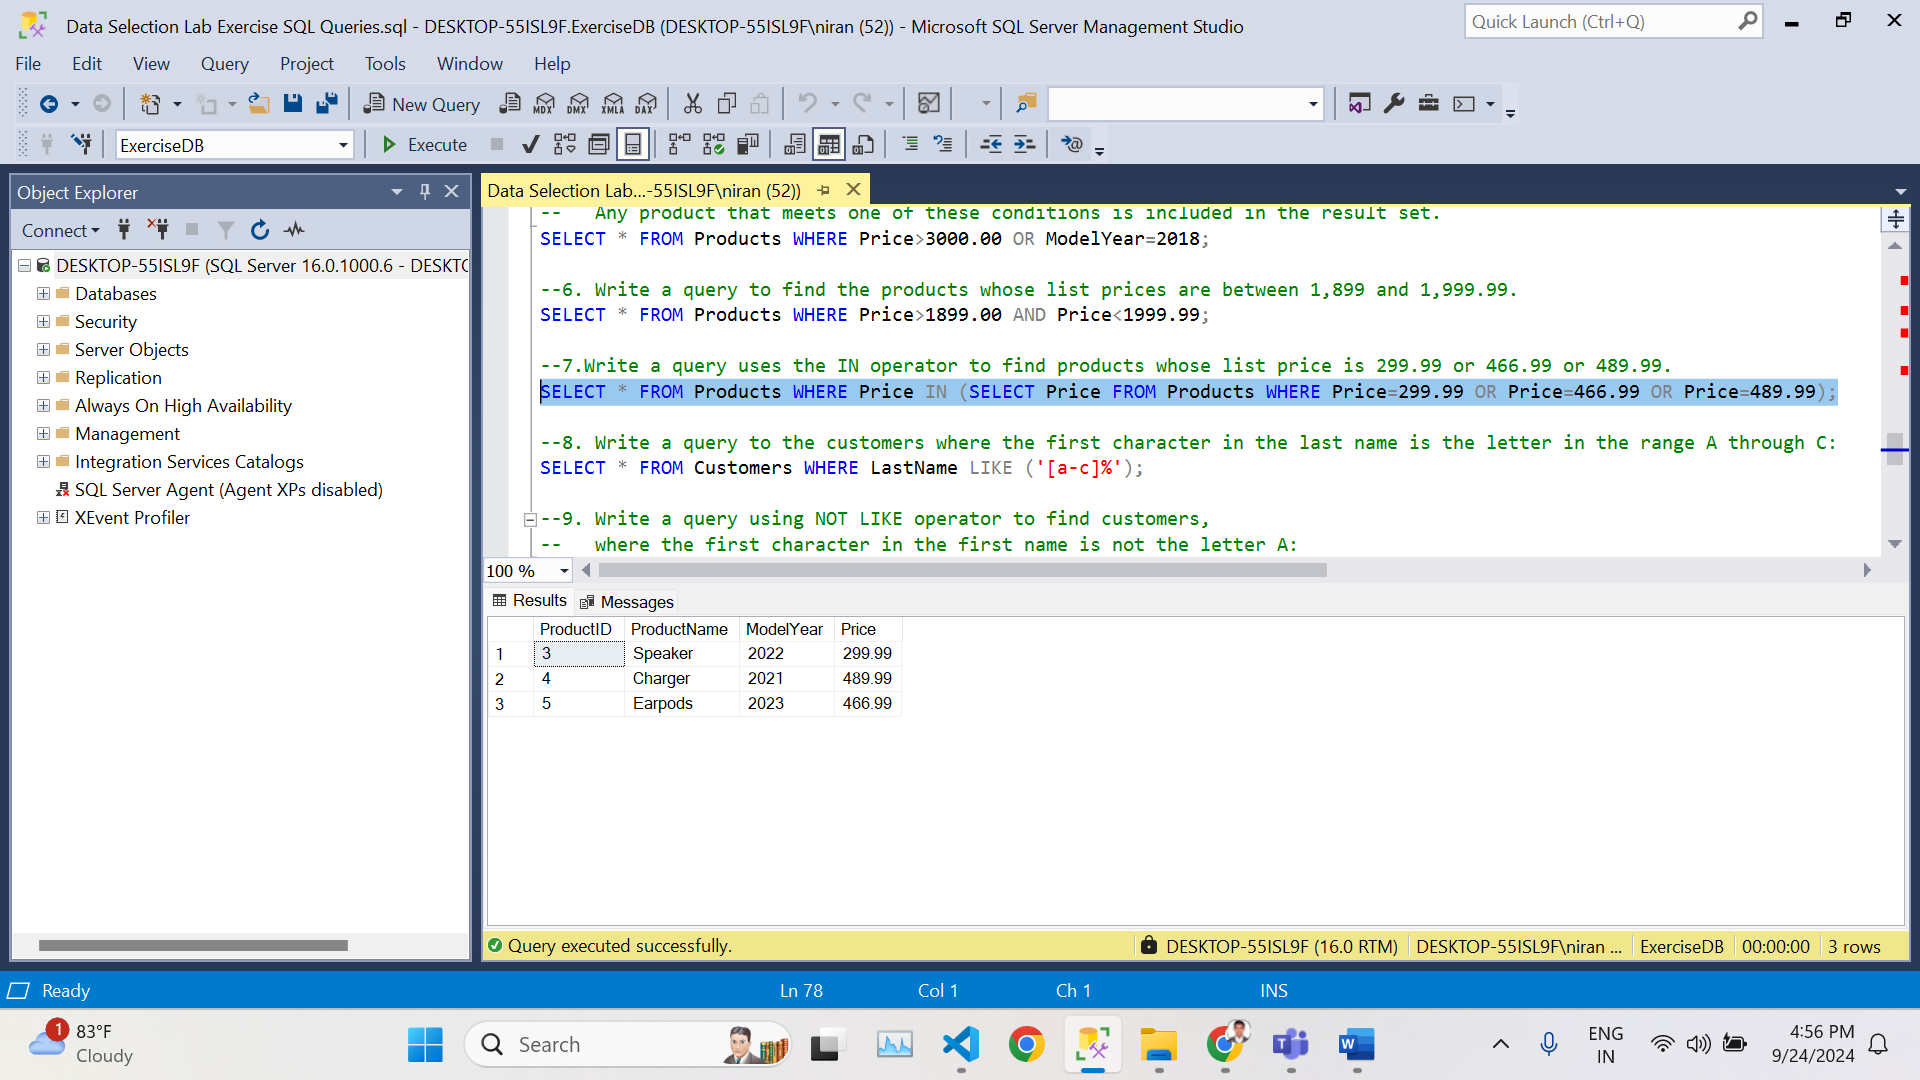 Data Selection Lab Exercise SQL Queries.sql - DESKTOP-55ISL9F.ExerciseDB (DESKTOP-55ISL9F\niran (52)) - Microsoft SQL Server Management Studio
Quick Launch (Ctrl+Q)
File Edit View Query Project Tools Window Help
New Query MDX DMX XMLA DAX
ExerciseDB Execute
Object Explorer
Connect
DESKTOP-55ISL9F (SQL Server 16.0.1000.6 - DESKTO
Databases
Security
Server Objects
Replication
Always On High Availability
Management
Integration Services Catalogs
SQL Server Agent (Agent XPs disabled)
XEvent Profiler
Data Selection Lab...-55ISL9F\niran (52))
-- Any product that meets one of these conditions is included in the result set.
SELECT * FROM Products WHERE Price>3000.00 OR ModelYear=2018;
--6. Write a query to find the products whose list prices are between 1,899 and 1,999.99.
SELECT * FROM Products WHERE Price>1899.00 AND Price<1999.99;
--7.Write a query uses the IN operator to find products whose list price is 299.99 or 466.99 or 489.99.
SELECT * FROM Products WHERE Price IN (SELECT Price FROM Products WHERE Price=299.99 OR Price=466.99 OR Price=489.99);
--8. Write a query to the customers where the first character in the last name is the letter in the range A through C:
SELECT * FROM Customers WHERE LastName LIKE ('[a-c]%');
--9. Write a query using NOT LIKE operator to find customers,
-- where the first character in the first name is not the letter A:
100 %
Results Messages
ProductID ProductName ModelYear Price
1 3 Speaker 2022 299.99
2 4 Charger 2021 489.99
3 5 Earpods 2023 466.99
Query executed successfully. DESKTOP-55ISL9F (16.0 RTM) DESKTOP-55ISL9F\niran ... ExerciseDB 00:00:00 3 rows
Ready Ln 78 Col 1 Ch 1 INS
1 83°F
Cloudy
Search
ENG
IN
4:56 PM
9/24/2024